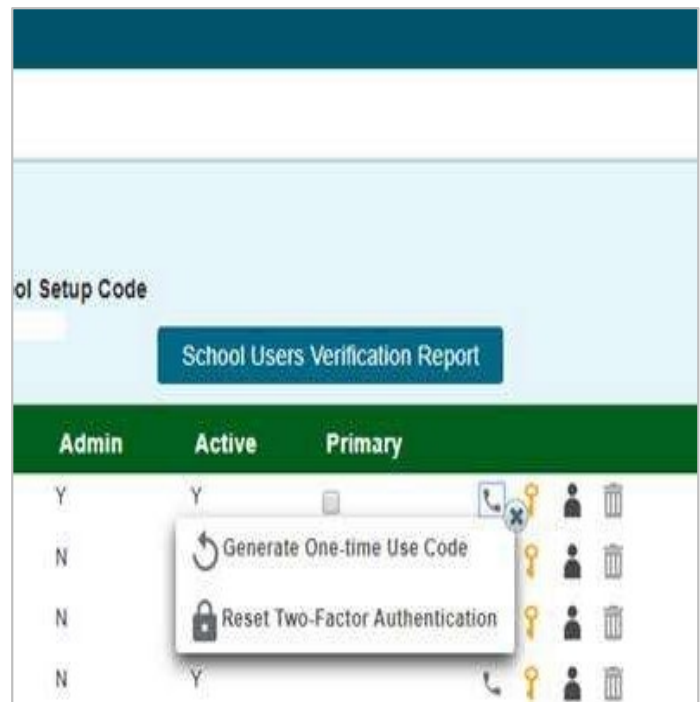 ol Setup Code
School Users Verification Report
Admin Active Primary
Y Y
Generate One-time Use Code
N
Reset Two-Factor Authentication
N
N Y